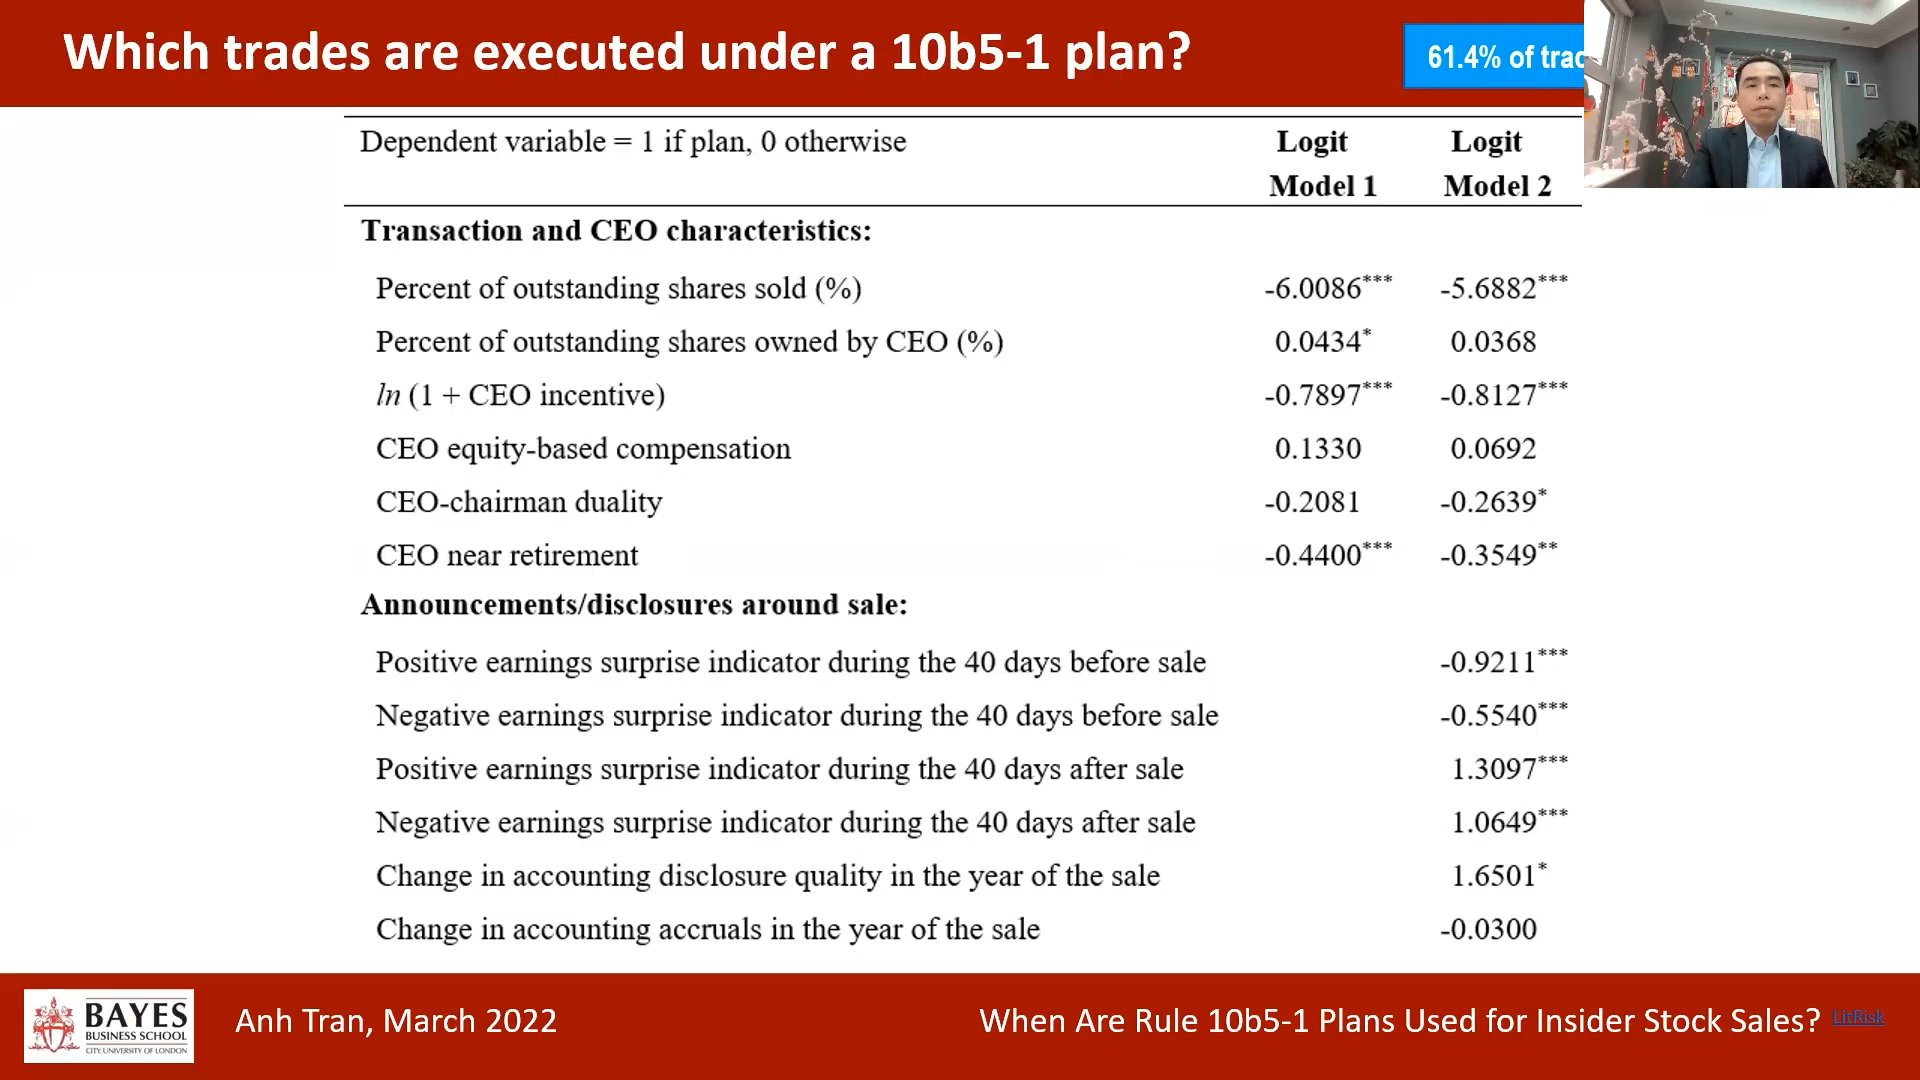 Which trades are executed under a 10b5-1 plan?
61.4% of
Dependent variable = 1 if plan, 0 otherwise
Logit Model 1
Logit Model 2
Transaction and CEO characteristics:
Percent of outstanding shares sold (%) -6.0086*** -5.6882***
Percent of outstanding shares owned by CEO (%) 0.0434* 0.0368
ln (1 + CEO incentive) -0.7897*** -0.8127***
CEO equity-based compensation 0.1330 0.0692
CEO-chairman duality -0.2081 -0.2639*
CEO near retirement -0.4400*** -0.3549**
Announcements/disclosures around sale:
Positive earnings surprise indicator during the 40 days before sale -0.9211***
Negative earnings surprise indicator during the 40 days before sale -0.5540***
Positive earnings surprise indicator during the 40 days after sale 1.3097***
Negative earnings surprise indicator during the 40 days after sale 1.0649***
Change in accounting disclosure quality in the year of the sale 1.6501*
Change in accounting accruals in the year of the sale -0.0300
BAYES
BUSINESS SCHOOL
CITY, UNIVERSITY OF LONDON
Anh Tran, March 2022
When Are Rule 10b5-1 Plans Used for Insider Stock Sales?
LitRisk